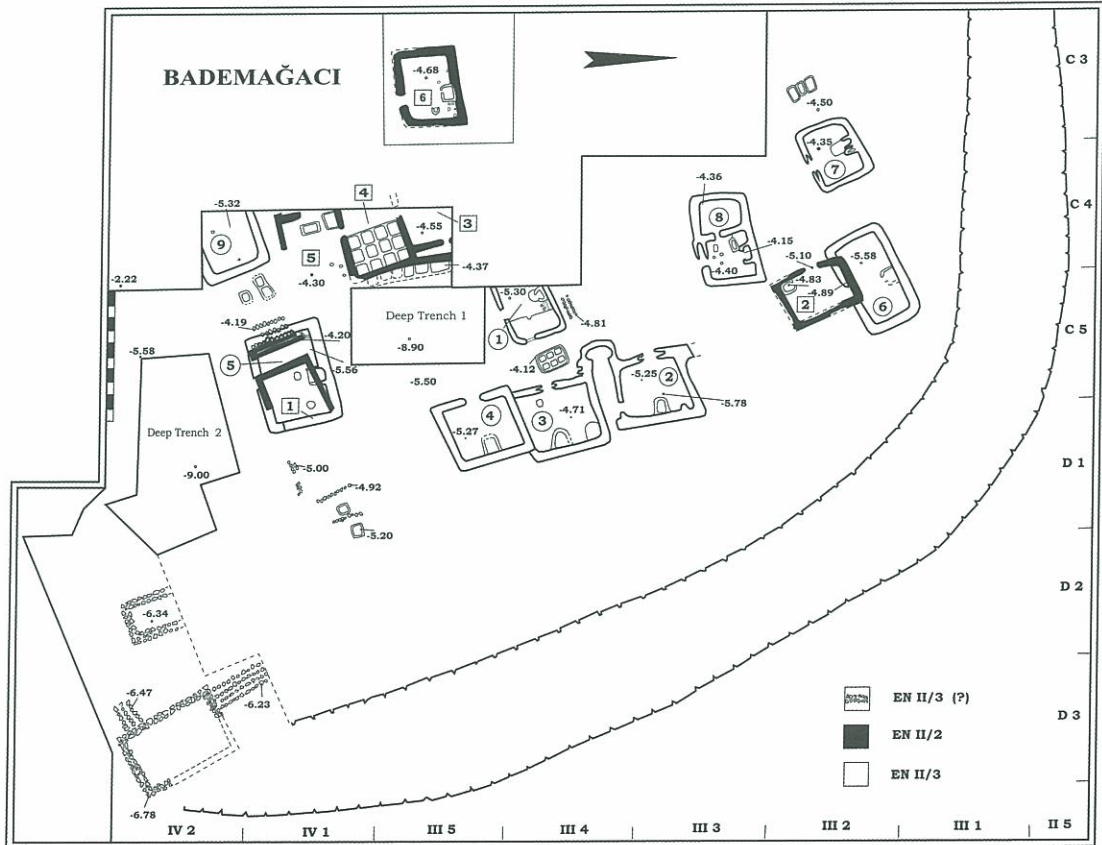 BADEMAĞACI
C 3
-4.68
6
-4.50
-4.35
7
4
-4.36
C 4
-5.32
3
8
9
-4.55
-4.15
5
-4.37
-5.10
-5.58
-4.40
-2.22
-4.30
-4.83
-5.30
-4.89
2
6
-4.19
-4.20
Deep Trench 1
-4.81
1
C 5
-5.58
-8.90
-4.12
5
-5.56
-5.50
-5.25
2
-5.78
1
4
3
-4.71
Deep Trench 2
-5.27
D 1
-9.00
-5.00
-4.92
-5.20
D 2
-6.34
-6.47
-6.23
EN II/3 (?)
D 3
EN II/2
EN II/3
-6.78
IV 2
IV 1
III 5
III 4
III 3
III 2
III 1
II 5